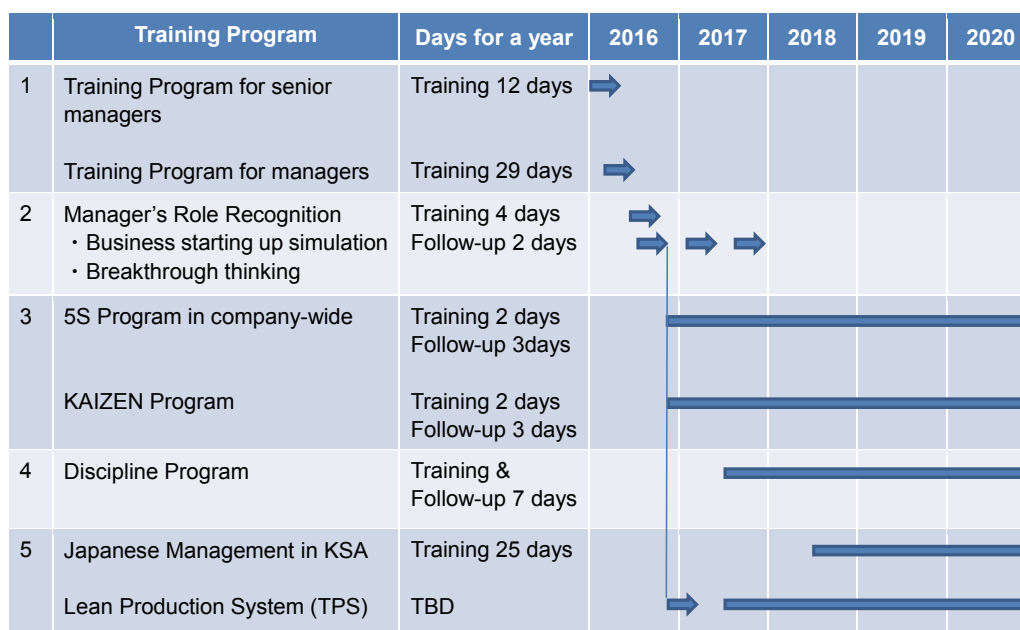 Training Program Days for a year 2016 2017 2018 2019 2020
1 Training Program for senior Training 12 days
managers
Training Program for managers Training 29 days
2 Manager's Role Recognition Training 4 days
・Business starting up simulation Follow-up 2 days
・Breakthrough thinking
3 5S Program in company-wide Training 2 days
Follow-up 3days
KAIZEN Program Training 2 days
Follow-up 3 days
4 Discipline Program Training &
Follow-up 7 days
5 Japanese Management in KSA Training 25 days
Lean Production System (TPS) TBD